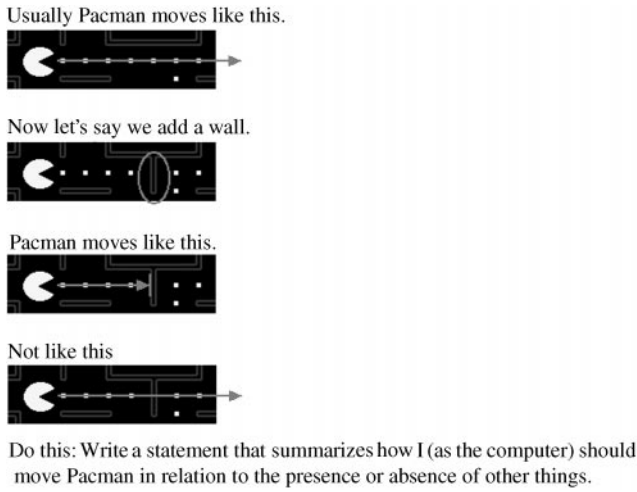 Usually Pacman moves like this.
Now let's say we add a wall.
Pacman moves like this.
Not like this
Do this: Write a statement that summarizes how I (as the computer) should
move Pacman in relation to the presence or absence of other things.